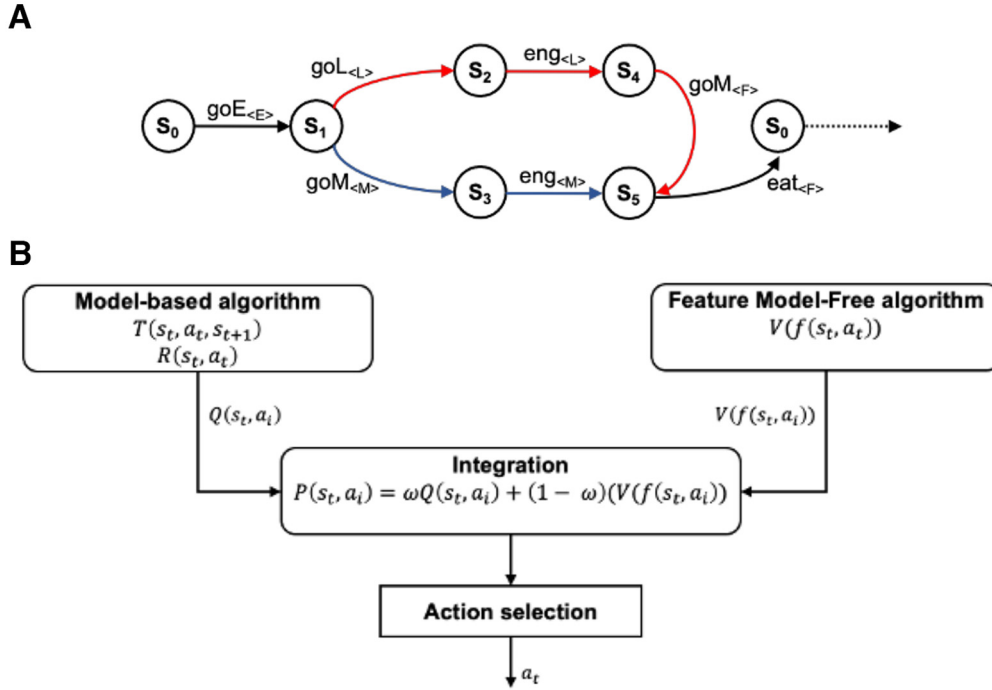 A
S₀
goE<E>
S₁
goL<L>
S₂
eng<L>
S₄
goM<F>
S₀
goM<M>
S₃
eng<M>
S₅
eat<F>
B
Model-based algorithm
T(sₜ, aₜ, sₜ₊₁)
R(sₜ, aₜ)
Feature Model-Free algorithm
V(f(sₜ, aₜ))
Q(sₜ, aᵢ)
V(f(sₜ, aᵢ))
Integration
P(sₜ, aᵢ) = ωQ(sₜ, aᵢ) + (1 − ω)(V(f(sₜ, aᵢ))
Action selection
aₜ